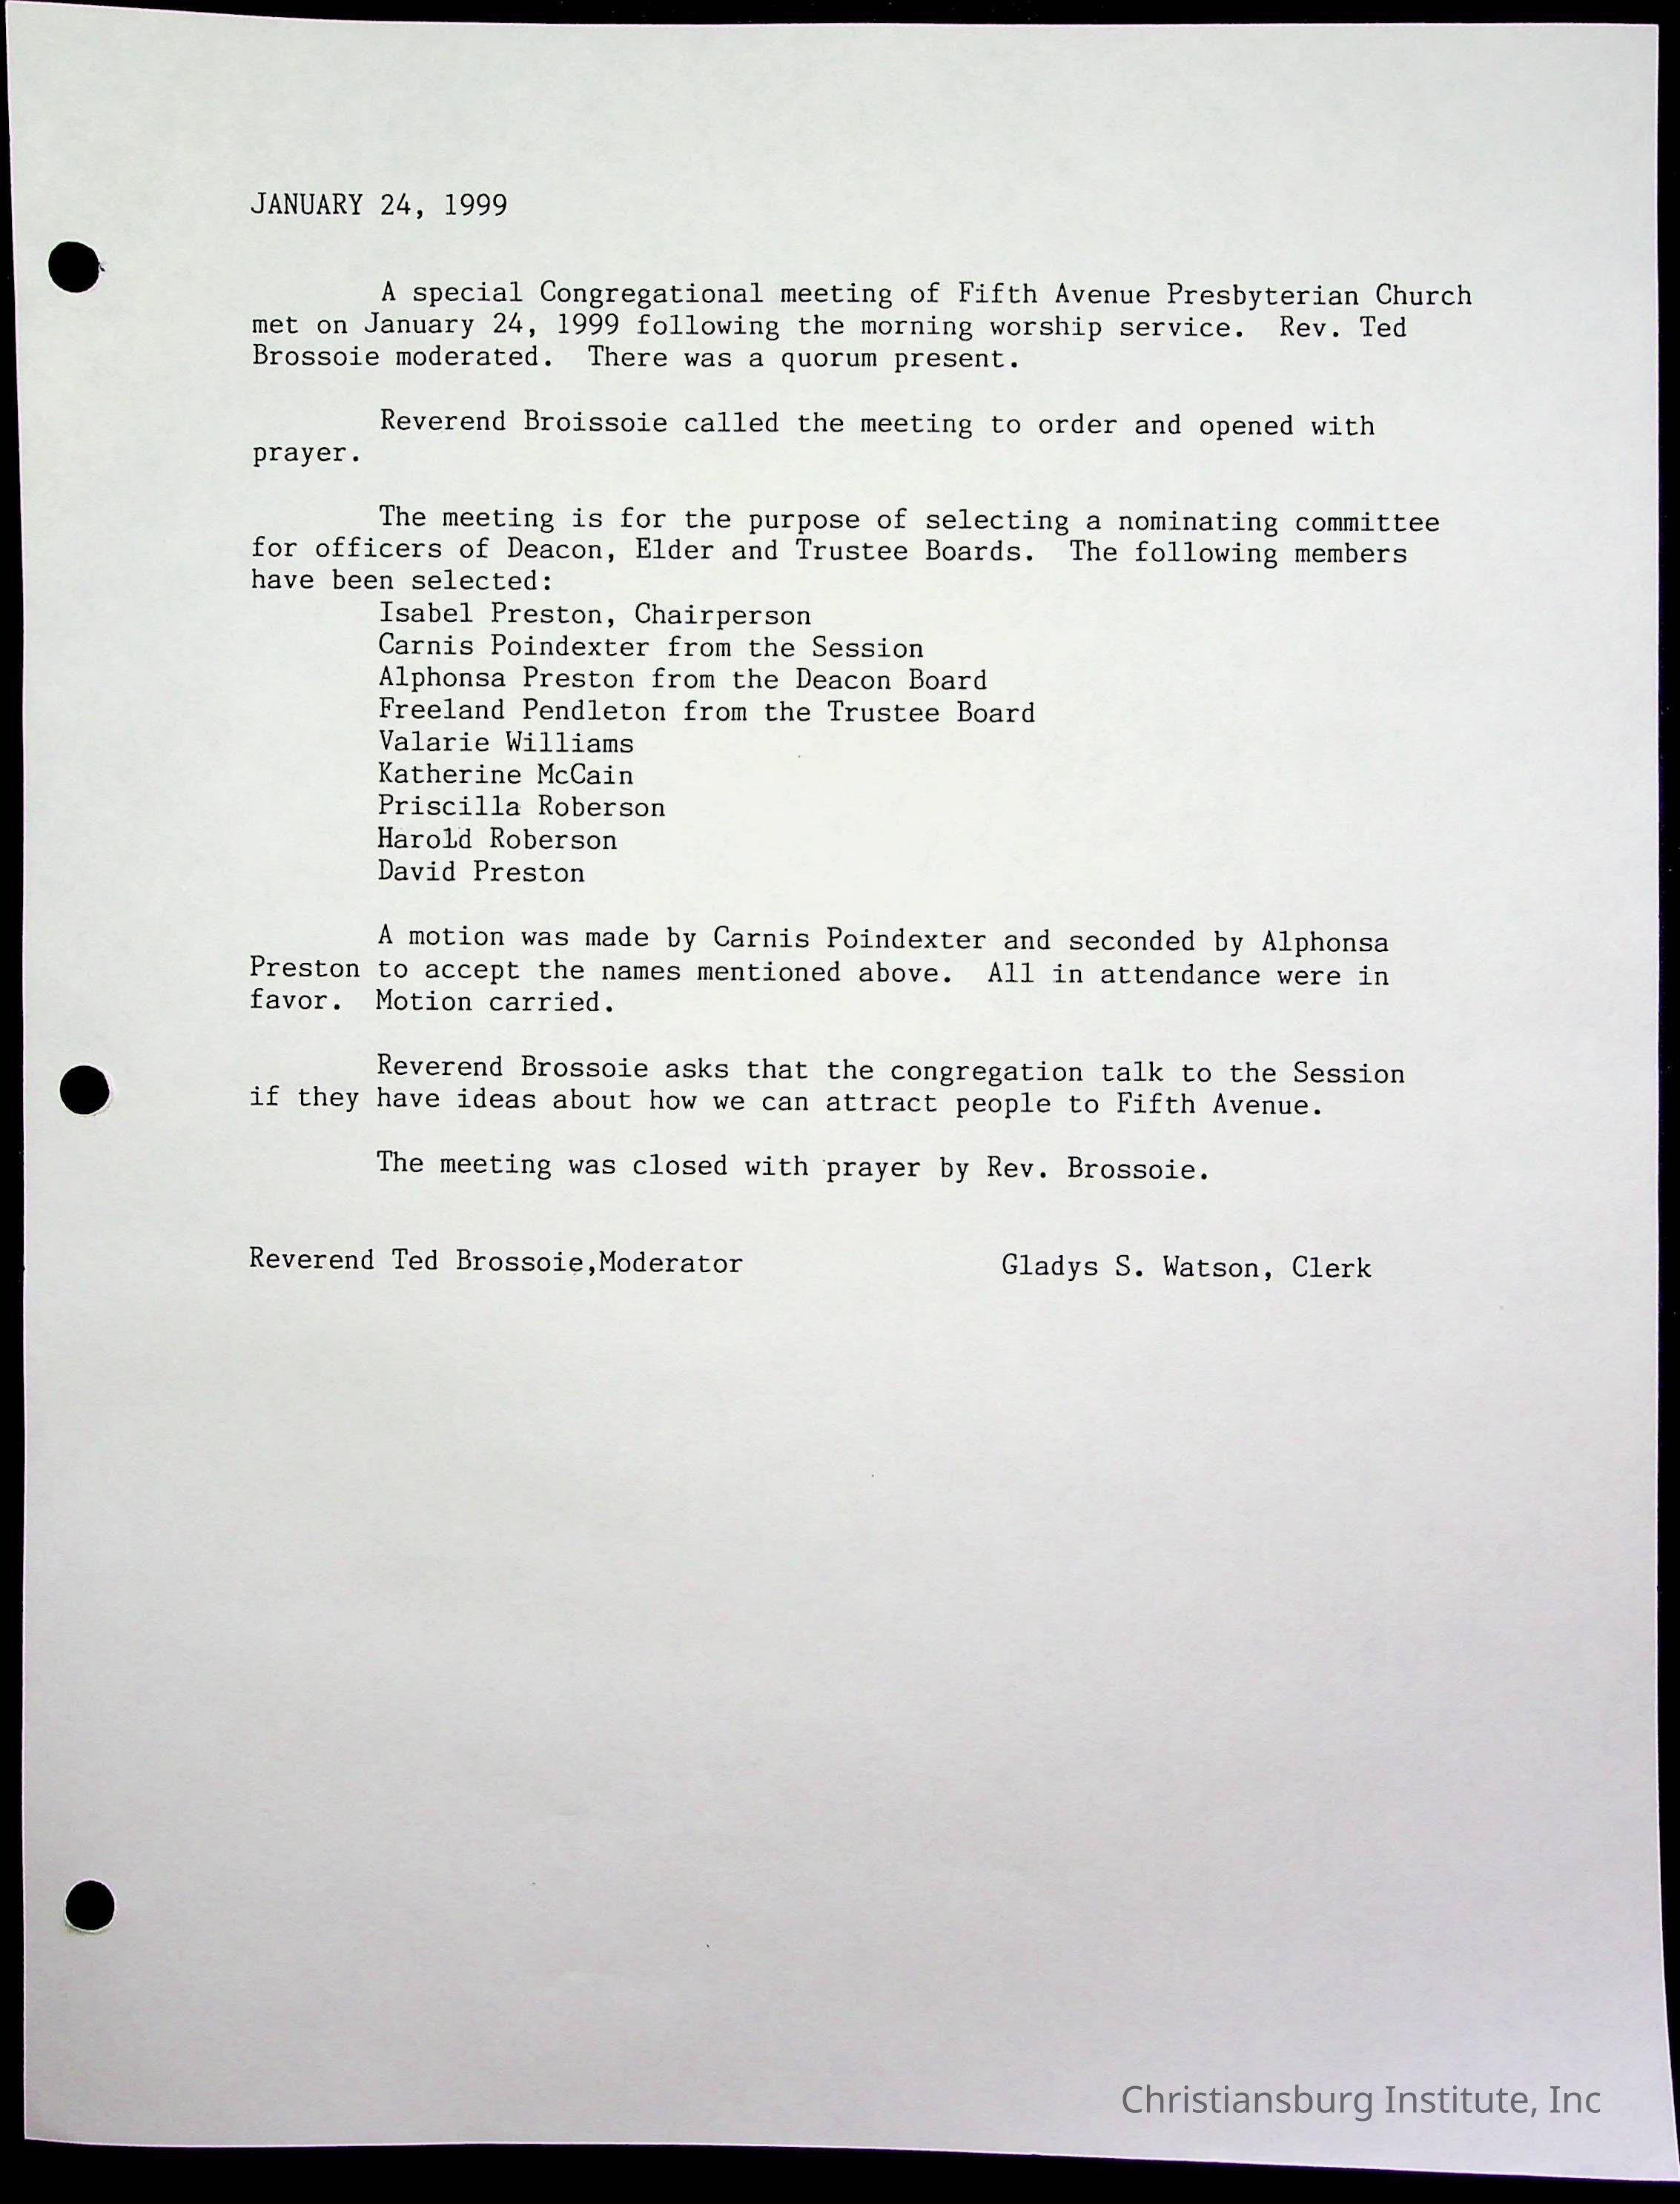 JANUARY 24, 1999
A special Congregational meeting of Fifth Avenue Presbyterian Church
met on January 24, 1999 following the morning worship service. Rev. Ted
Brossoie moderated. There was a quorum present.
Reverend Broissoie called the meeting to order and opened with
prayer.
The meeting is for the purpose of selecting a nominating committee
for officers of Deacon, Elder and Trustee Boards. The following members
have been selected:
Isabel Preston, Chairperson
Carnis Poindexter from the Session
Alphonsa Preston from the Deacon Board
Freeland Pendleton from the Trustee Board
Valarie Williams
Katherine McCain
Priscilla Roberson
Harold Roberson
David Preston
A motion was made by Carnis Poindexter and seconded by Alphonsa
Preston to accept the names mentioned above. All in attendance were in
favor. Motion carried.
Reverend Brossoie asks that the congregation talk to the Session
if they have ideas about how we can attract people to Fifth Avenue.
The meeting was closed with prayer by Rev. Brossoie.
Reverend Ted Brossoie,Moderator Gladys S. Watson, Clerk
Christiansburg Institute, Inc